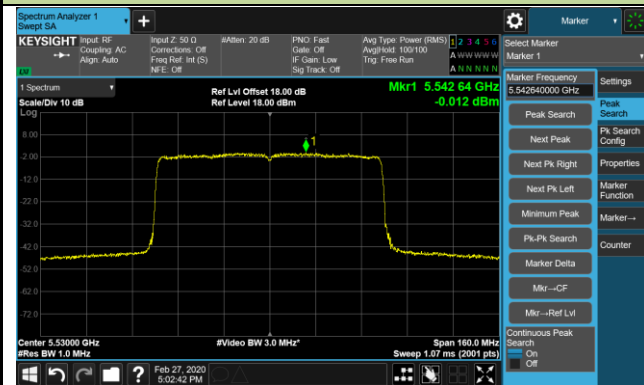 Spectrum Analyzer 1
Swept SA
+
Marker
KEYSIGHT
Input: RF
Coupling: AC
Align: Auto
Input Z: 50 Ω
Corrections: Off
Freq Ref: Int (S)
NFE: Off
#Atten: 20 dB
PNO: Fast
Gate: Off
IF Gain: Low
Sig Track: Off
Avg Type: Power (RMS)
Avg|Hold: 100/100
Trig: Free Run
1 2 3 4 5 6
A W W W W W
A N N N N N
Select Marker
Marker 1
1 Spectrum
Scale/Div 10 dB
Log
Ref Lvl Offset 18.00 dB
Ref Level 18.00 dBm
Mkr1 5.542 64 GHz
-0.012 dBm
8.00
-2.00
-12.0
-22.0
-32.0
-42.0
-52.0
-62.0
-72.0
1
Center 5.53000 GHz
#Res BW 1.0 MHz
#Video BW 3.0 MHz*
Span 160.0 MHz
Sweep 1.07 ms (2001 pts)
Marker Frequency
5.542640000 GHz
Peak Search
Next Peak
Next Pk Right
Next Pk Left
Minimum Peak
Pk-Pk Search
Marker Delta
Mkr→CF
Mkr→Ref Lvl
Continuous Peak
Search
On
Off
Settings
Peak
Search
Pk Search
Config
Properties
Marker
Function
Marker→
Counter
?
Feb 27, 2020
5:02:42 PM